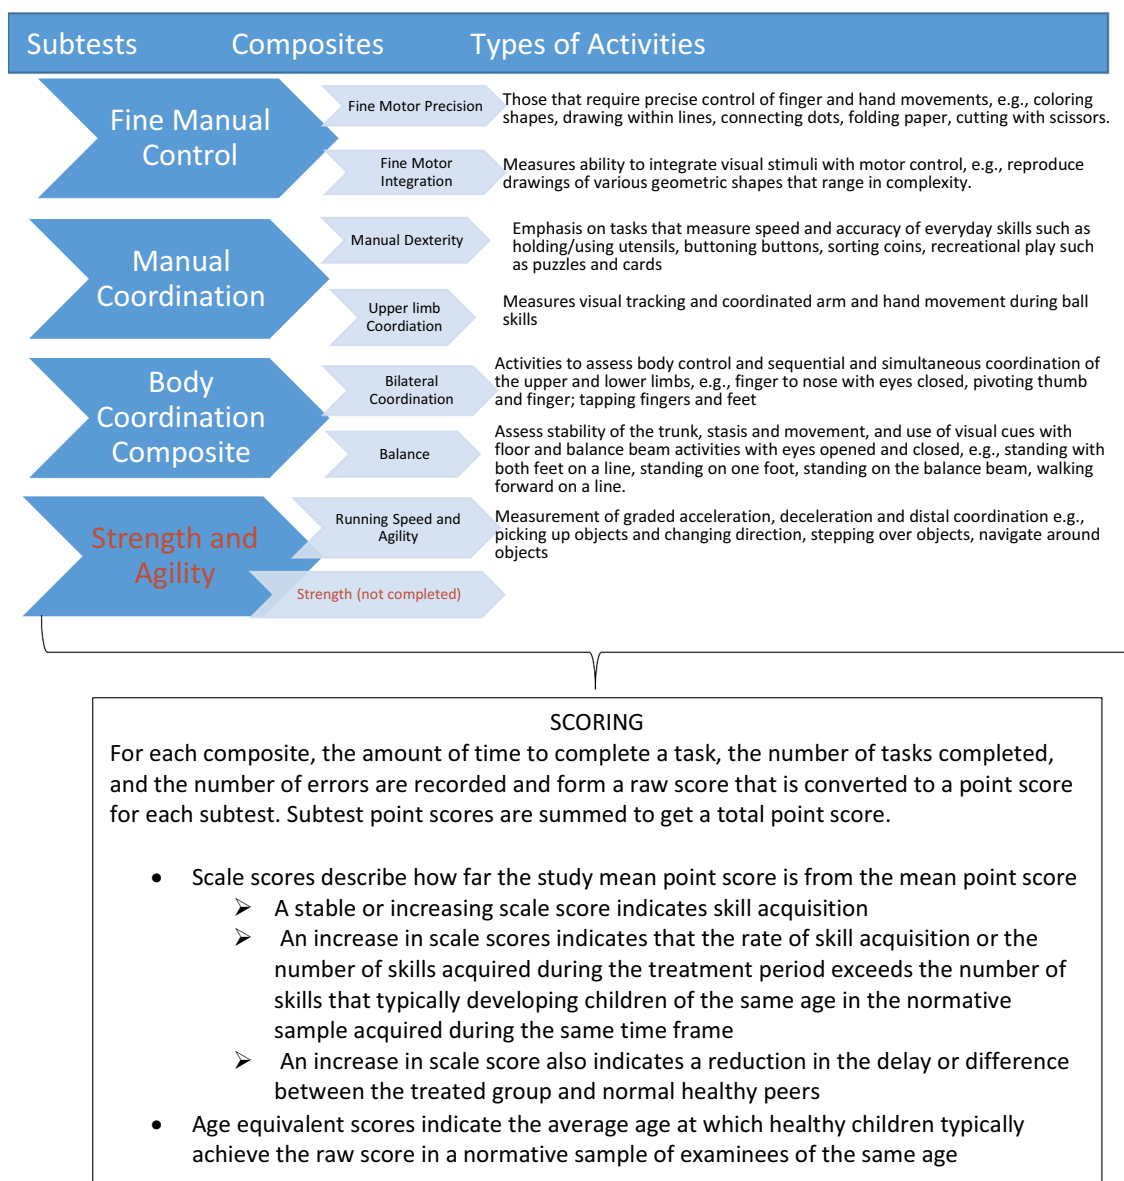 Subtests Composites Types of Activities
Fine Manual
Control
Fine Motor Precision
Those that require precise control of finger and hand movements, e.g., coloring
shapes, drawing within lines, connecting dots, folding paper, cutting with scissors.
Fine Motor
Integration
Measures ability to integrate visual stimuli with motor control, e.g., reproduce
drawings of various geometric shapes that range in complexity.
Manual
Coordination
Manual Dexterity
Emphasis on tasks that measure speed and accuracy of everyday skills such as
holding/using utensils, buttoning buttons, sorting coins, recreational play such
as puzzles and cards
Upper limb
Coordiation
Measures visual tracking and coordinated arm and hand movement during ball
skills
Body
Coordination
Composite
Bilateral
Coordination
Activities to assess body control and sequential and simultaneous coordination of
the upper and lower limbs, e.g., finger to nose with eyes closed, pivoting thumb
and finger; tapping fingers and feet
Balance
Assess stability of the trunk, stasis and movement, and use of visual cues with
floor and balance beam activities with eyes opened and closed, e.g., standing with
both feet on a line, standing on one foot, standing on the balance beam, walking
forward on a line.
Strength and
Agility
Running Speed and
Agility
Measurement of graded acceleration, deceleration and distal coordination e.g.,
picking up objects and changing direction, stepping over objects, navigate around
objects
Strength (not completed)
SCORING
For each composite, the amount of time to complete a task, the number of tasks completed,
and the number of errors are recorded and form a raw score that is converted to a point score
for each subtest. Subtest point scores are summed to get a total point score.
• Scale scores describe how far the study mean point score is from the mean point score
➢ A stable or increasing scale score indicates skill acquisition
➢ An increase in scale scores indicates that the rate of skill acquisition or the
number of skills acquired during the treatment period exceeds the number of
skills that typically developing children of the same age in the normative
sample acquired during the same time frame
➢ An increase in scale score also indicates a reduction in the delay or difference
between the treated group and normal healthy peers
• Age equivalent scores indicate the average age at which healthy children typically
achieve the raw score in a normative sample of examinees of the same age